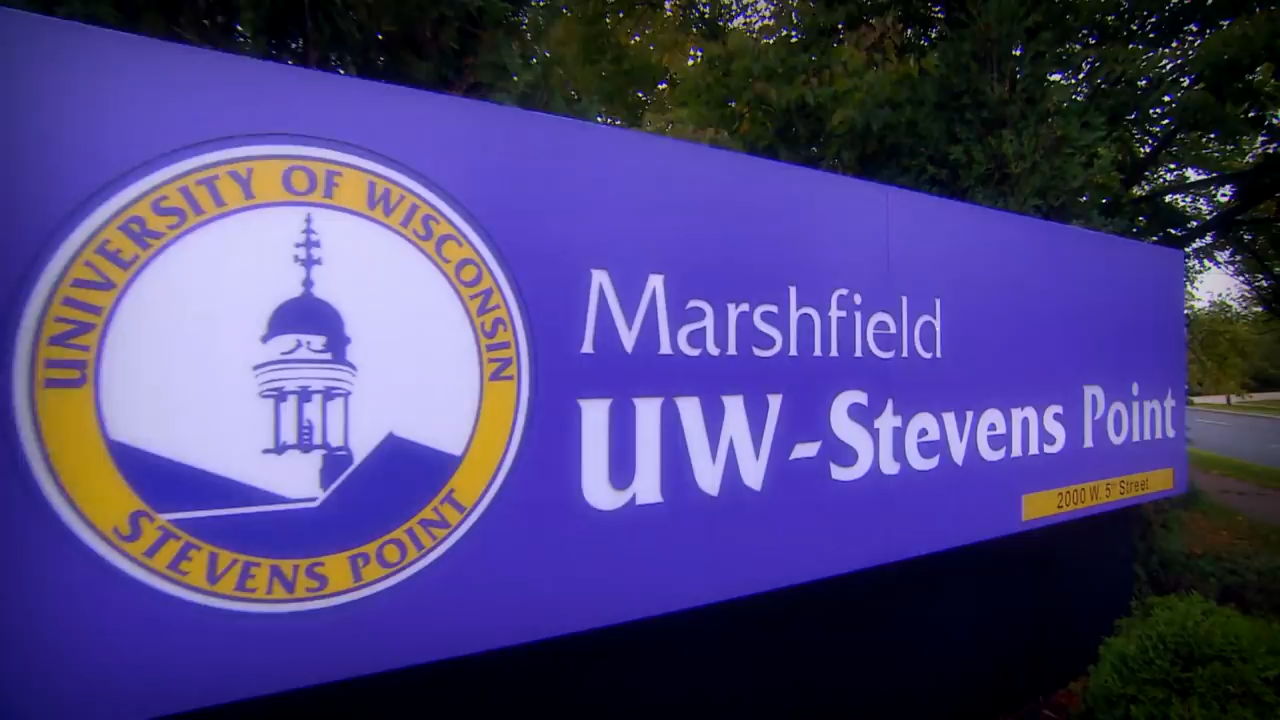 UNIVERSITY OF WISCONSIN
STEVENS POINT
Marshfield
UW-Stevens Point
2000 W. 5th Street